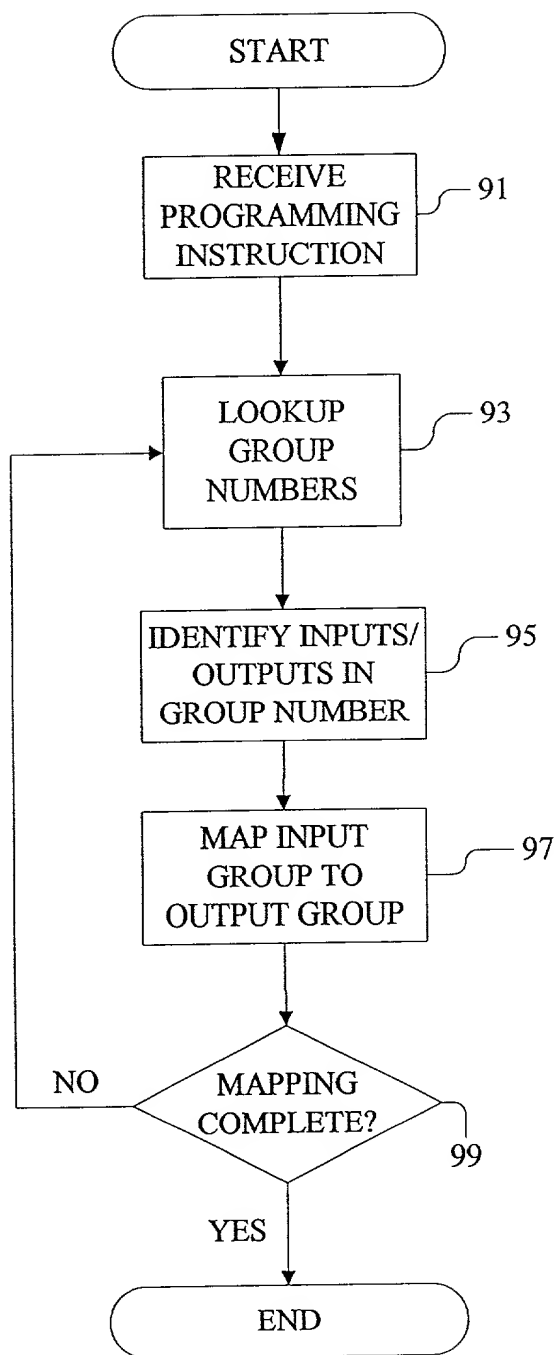 START
RECEIVE
PROGRAMMING
INSTRUCTION
91
LOOKUP
GROUP
NUMBERS
93
IDENTIFY INPUTS/
OUTPUTS IN
GROUP NUMBER
95
MAP INPUT
GROUP TO
OUTPUT GROUP
97
MAPPING
COMPLETE?
99
NO
YES
END